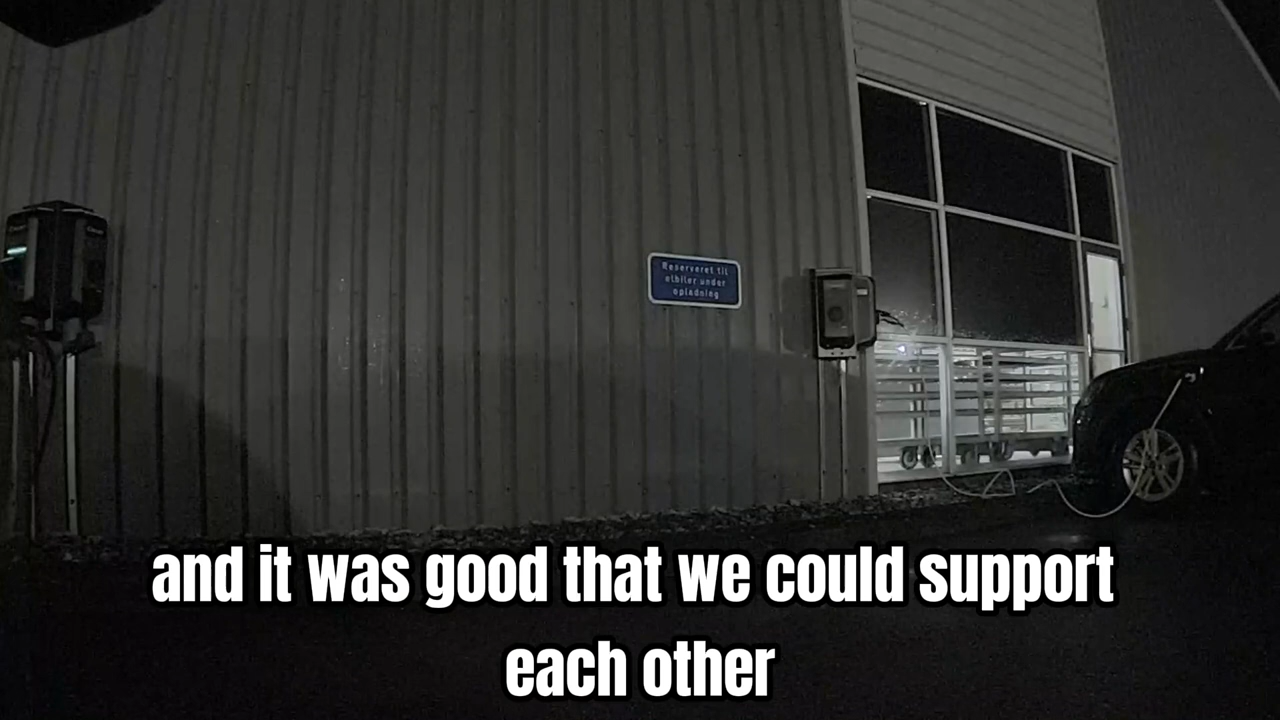 Reserveret til
elbiler under
opladning
and it was good that we could support
each other